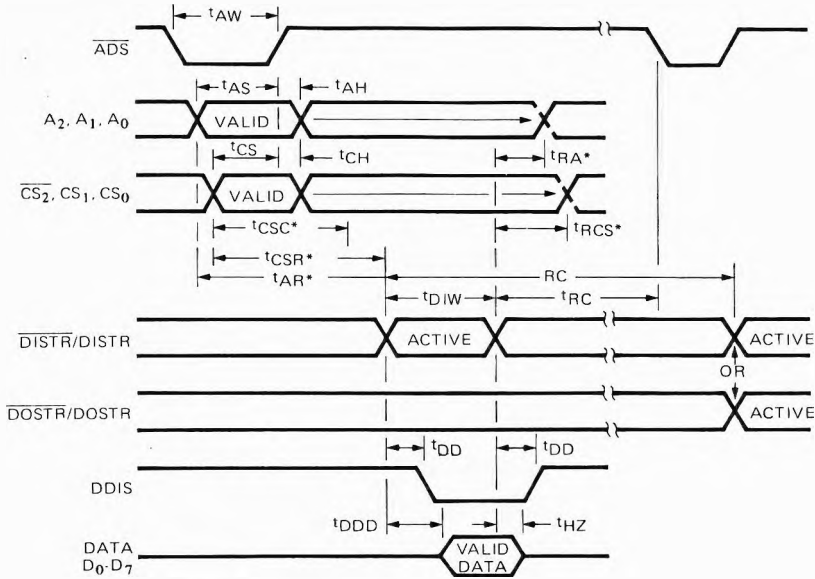 tAW
ADS
tAS tAH
A2, A1, A0 VALID
tCS tCH tRA*
CS2, CS1, CS0 VALID
tCSC* tRCS*
tCSR*
tAR* RC
tDIW tRC
DISTR/DISTR ACTIVE ACTIVE
OR
DOSTR/DOSTR ACTIVE
tDD tDD
DDIS
tDDD tHZ
DATA VALID
D0-D7 DATA